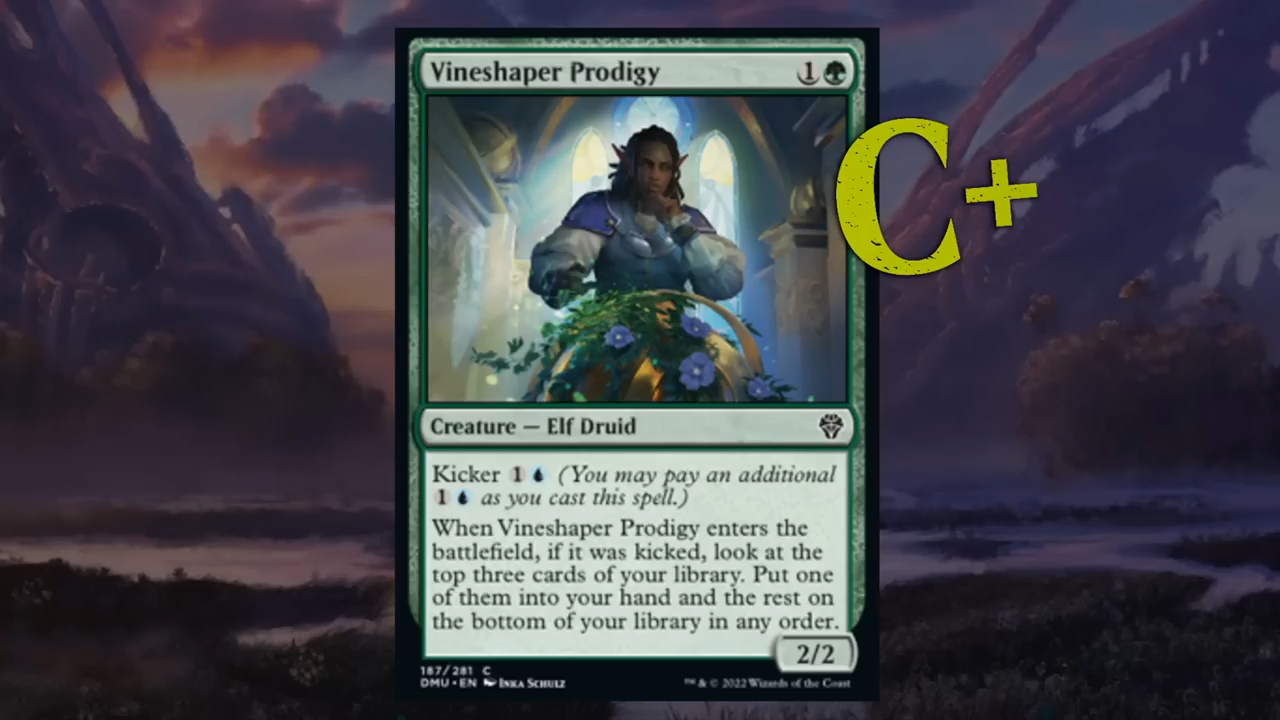 Vineshaper Prodigy 1
C+
Creature — Elf Druid
Kicker 1 (You may pay an additional
1 as you cast this spell.)
When Vineshaper Prodigy enters the
battlefield, if it was kicked, look at the
top three cards of your library. Put one
of them into your hand and the rest on
the bottom of your library in any order.
2/2
187/281 C
DMU • EN Inka Schulz
™ & © 2022 Wizards of the Coast